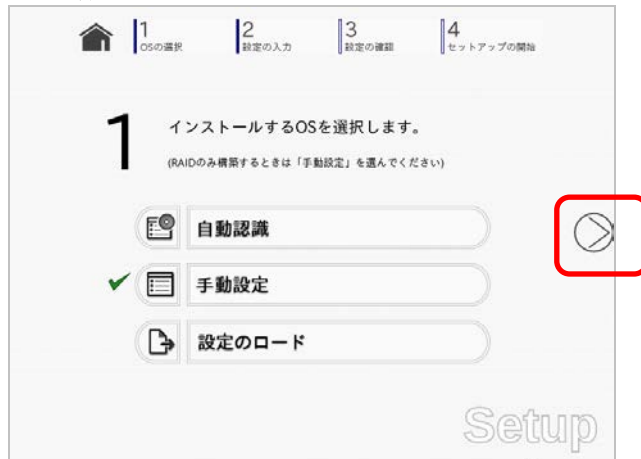 1
OSの選択
2
設定の入力
3
設定の確認
4
セットアップの開始
1
インストールするOSを選択します。
(RAIDのみ構築するときは「手動設定」を選んでください)
自動認識
手動設定
設定のロード
Setup